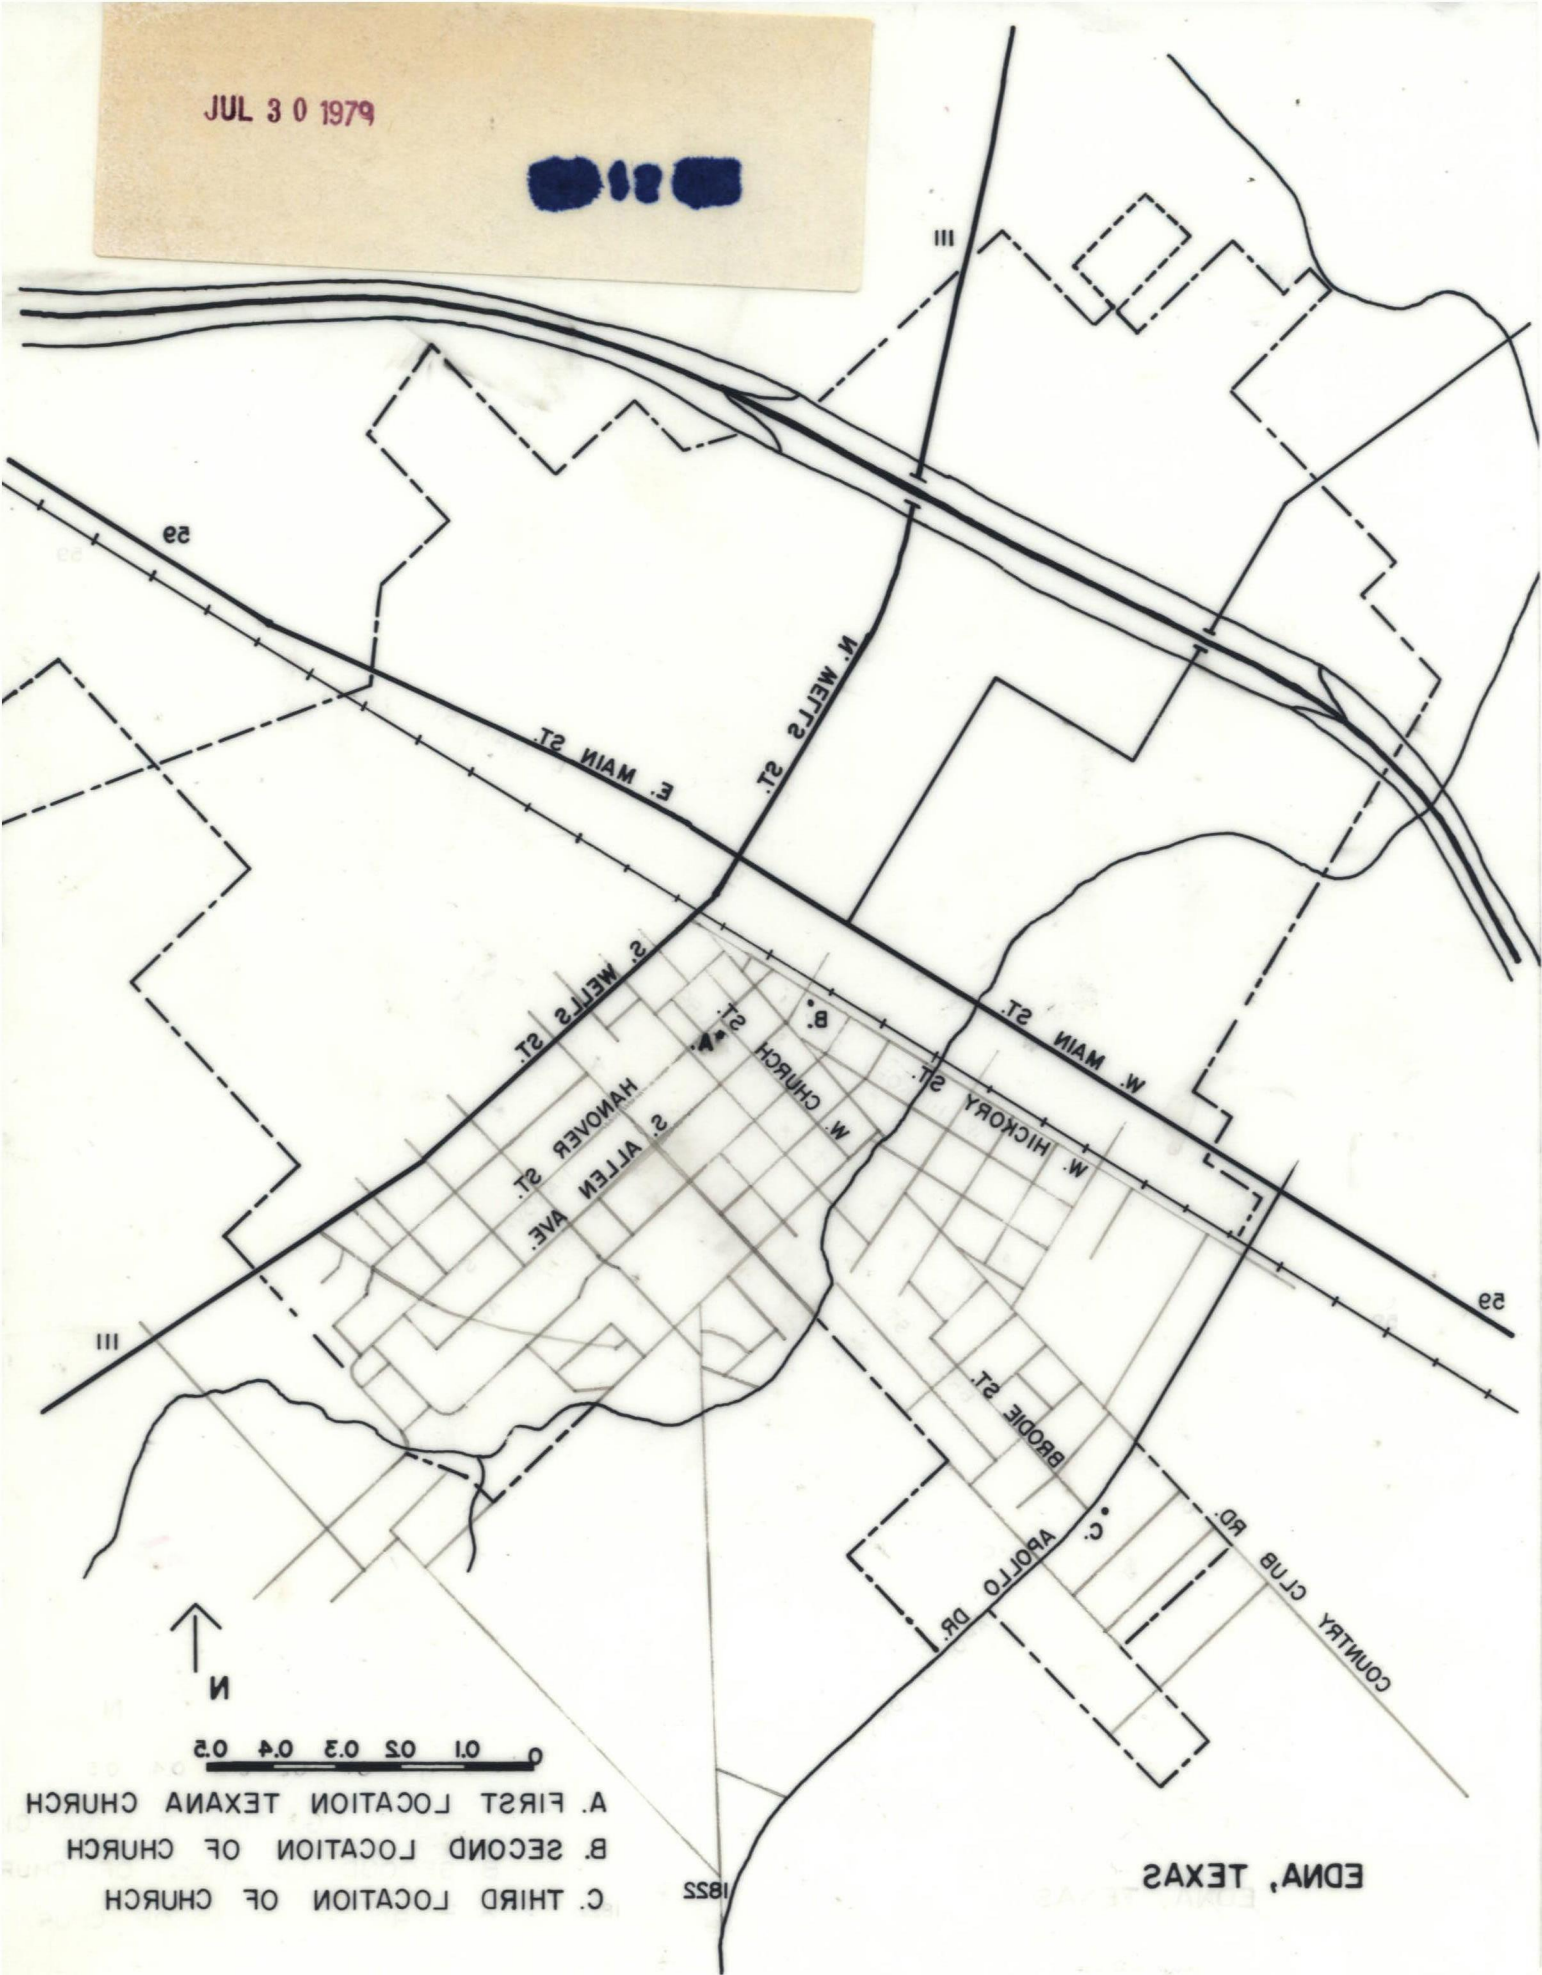 JUL 30 1979
111
59
N. WELLS ST.
E. MAIN ST.
S. WELLS ST.
B.
A.
W. MAIN ST.
W. CHURCH ST.
W. HICKORY ST.
HANOVER ST.
S. ALLEN AVE.
59
111
BRODIE ST.
C.
APOLLO DR.
COUNTRY CLUB RD.
N
0 0.1 0.2 0.3 0.4 0.5
A. FIRST LOCATION TEXANA CHURCH
B. SECOND LOCATION OF CHURCH
C. THIRD LOCATION OF CHURCH
1822
EDNA, TEXAS